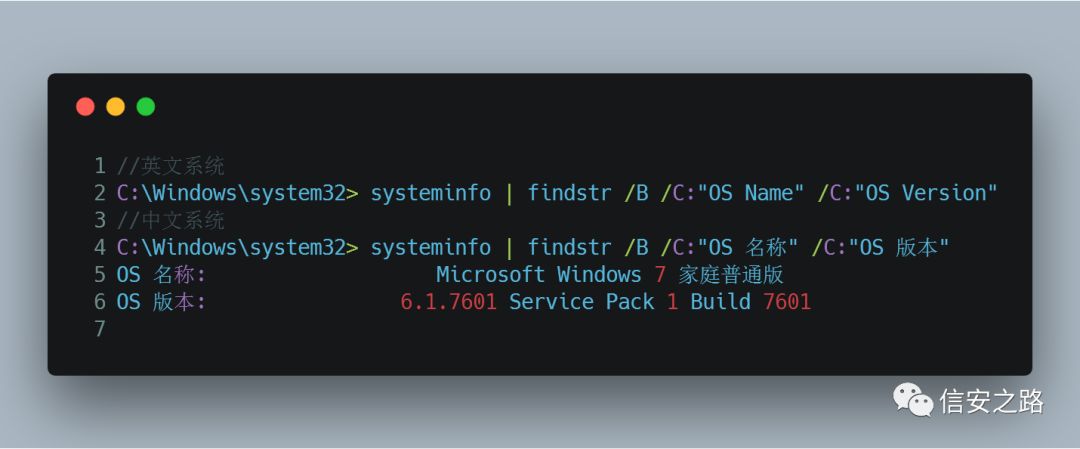 1 //英文系统
2 C:\Windows\system32> systeminfo | findstr /B /C:"OS Name" /C:"OS Version"
3 //中文系统
4 C:\Windows\system32> systeminfo | findstr /B /C:"OS 名称" /C:"OS 版本"
5 OS 名称: Microsoft Windows 7 家庭普通版
6 OS 版本: 6.1.7601 Service Pack 1 Build 7601
7
信安之路